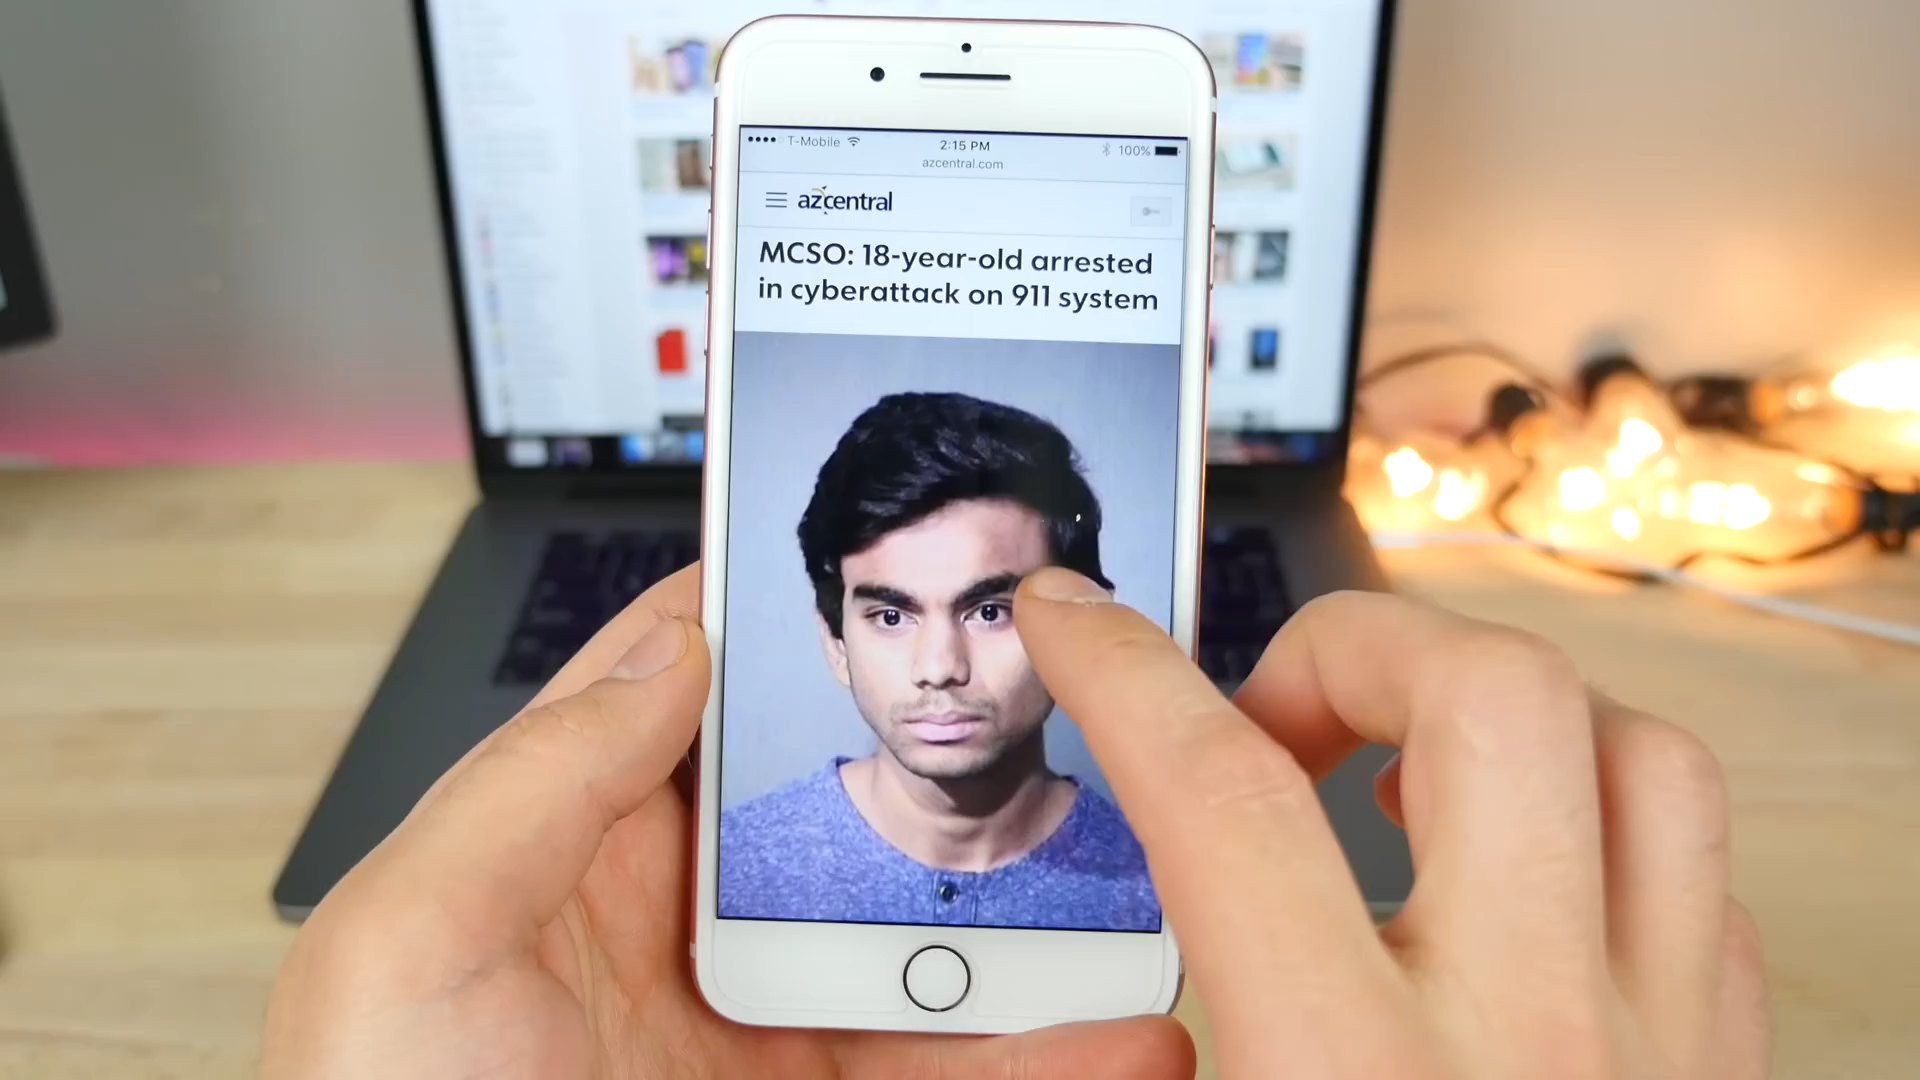 T-Mobile
2:15 PM
100%
azcentral.com
azcentral
MCSO: 18-year-old arrested
in cyberattack on 911 system